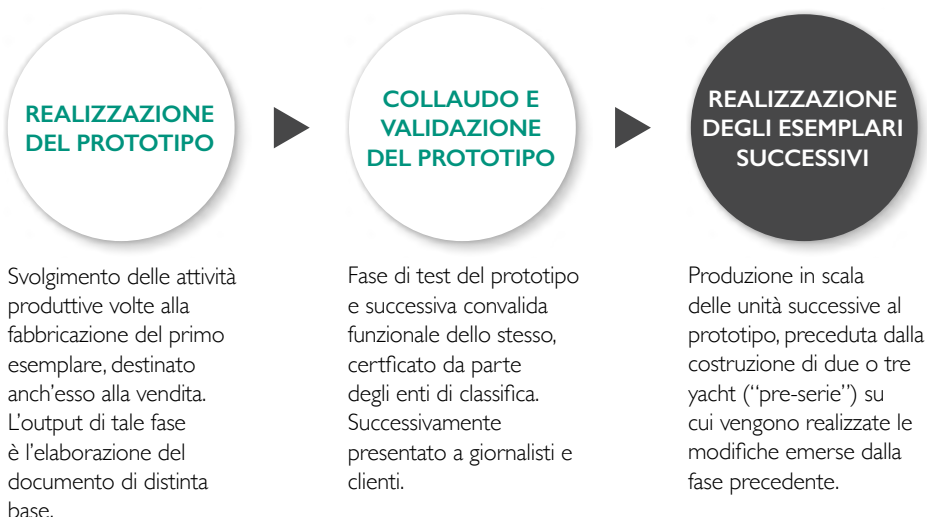 REALIZZAZIONE
DEL PROTOTIPO
Svolgimento delle attività
produttive volte alla
fabbricazione del primo
esemplare, destinato
anch'esso alla vendita.
L'output di tale fase
è l'elaborazione del
documento di distinta
base.
COLLAUDO E
VALIDAZIONE
DEL PROTOTIPO
Fase di test del prototipo
e successiva convalida
funzionale dello stesso,
certficato da parte
degli enti di classifica.
Successivamente
presentato a giornalisti e
clienti.
REALIZZAZIONE
DEGLI ESEMPLARI
SUCCESSIVI
Produzione in scala
delle unità successive al
prototipo, preceduta dalla
costruzione di due o tre
yacht (“pre-serie”) su
cui vengono realizzate le
modifiche emerse dalla
fase precedente.